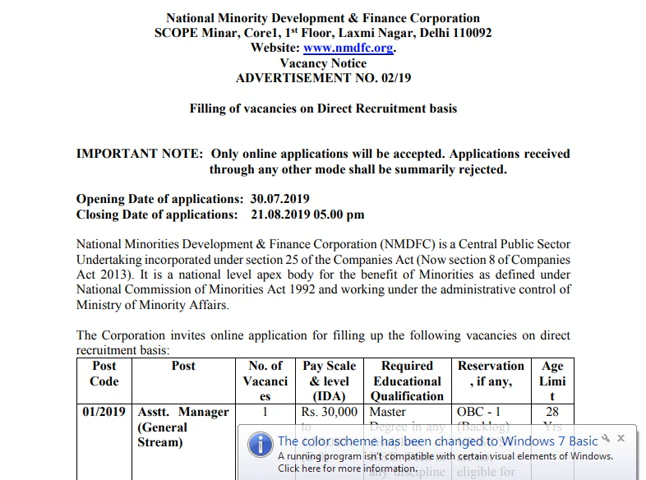 National Minority Development & Finance Corporation
SCOPE Minar, Core1, 1st Floor, Laxmi Nagar, Delhi 110092
Website: www.nmdfc.org.
Vacancy Notice
ADVERTISEMENT NO. 02/19
Filling of vacancies on Direct Recruitment basis
IMPORTANT NOTE: Only online applications will be accepted. Applications received
through any other mode shall be summarily rejected.
Opening Date of applications: 30.07.2019
Closing Date of applications: 21.08.2019 05.00 pm
National Minorities Development & Finance Corporation (NMDFC) is a Central Public Sector
Undertaking incorporated under section 25 of the Companies Act (Now section 8 of Companies
Act 2013). It is a national level apex body for the benefit of Minorities as defined under
National Commission of Minorities Act 1992 and working under the administrative control of
Ministry of Minority Affairs.
The Corporation invites online application for filling up the following vacancies on direct
recruitment basis:
Post Post No. of Pay Scale Required Reservation Age
Code Vacanci & level Educational , if any, Limi
es (IDA) Qualification t
01/2019 Asstt. Manager 1 Rs. 30,000 Master OBC - 1 28
(General to Degree in any (Backlog) Yrs
Stream)
any discipline eligible for
The color scheme has been changed to Windows 7 Basic
A running program isn't compatible with certain visual elements of Windows.
Click here for more information.